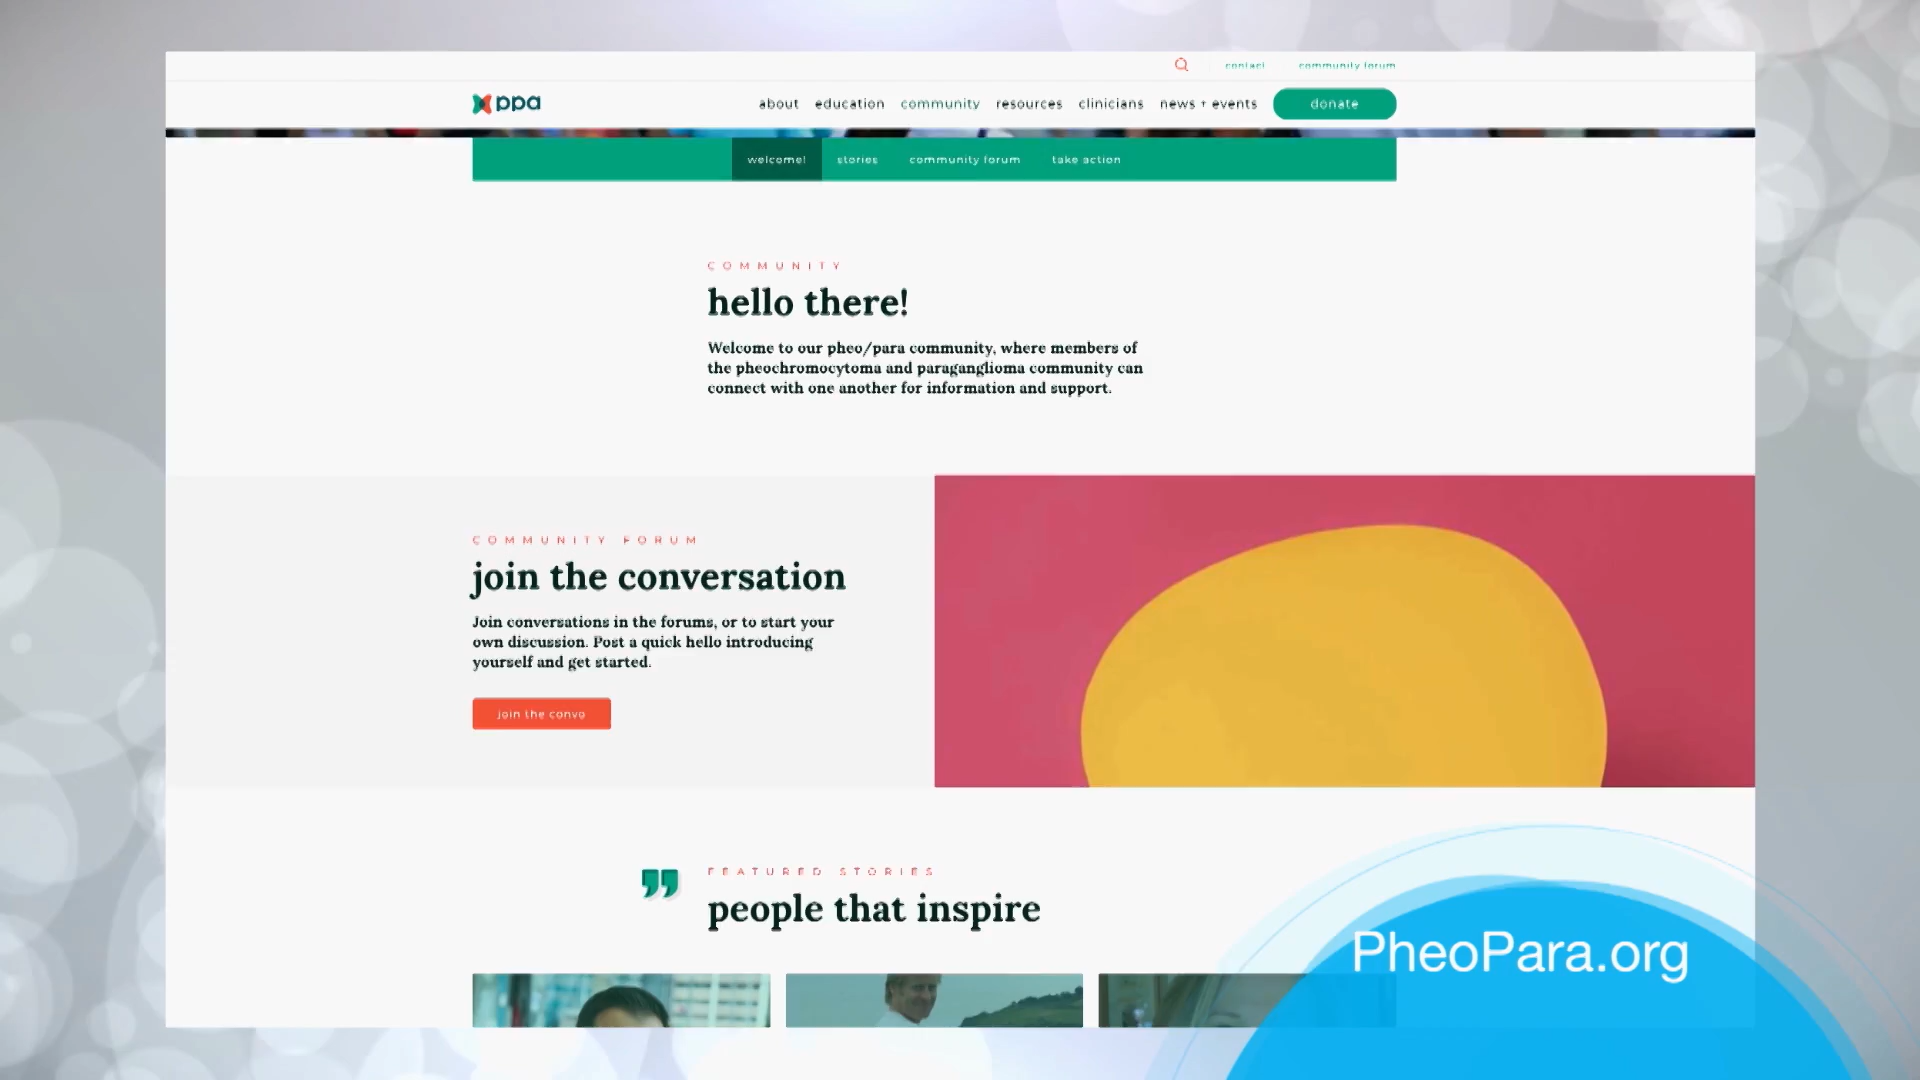 contact community forum
ppa
about education community resources clinicians news + events donate
welcome! stories community forum take action
COMMUNITY
hello there!
Welcome to our pheo/para community, where members of
the pheochromocytoma and paraganglioma community can
connect with one another for information and support.
COMMUNITY FORUM
join the conversation
Join conversations in the forums, or to start your
own discussion. Post a quick hello introducing
yourself and get started.
join the convo
FEATURED STORIES
people that inspire
PheoPara.org